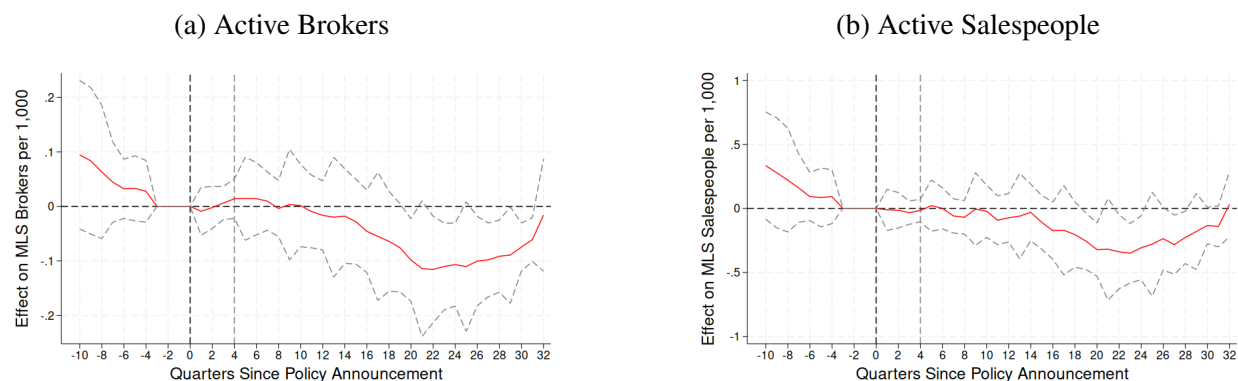 (a) Active Brokers
.2
.1
0
-.1
-.2
Effect on MLS Brokers per 1,000
-10 -8 -6 -4 -2 0 2 4 6 8 10 12 14 16 18 20 22 24 26 28 30 32
Quarters Since Policy Announcement
(b) Active Salespeople
1
.5
0
-.5
-1
Effect on MLS Salespeople per 1,000
-10 -8 -6 -4 -2 0 2 4 6 8 10 12 14 16 18 20 22 24 26 28 30 32
Quarters Since Policy Announcement